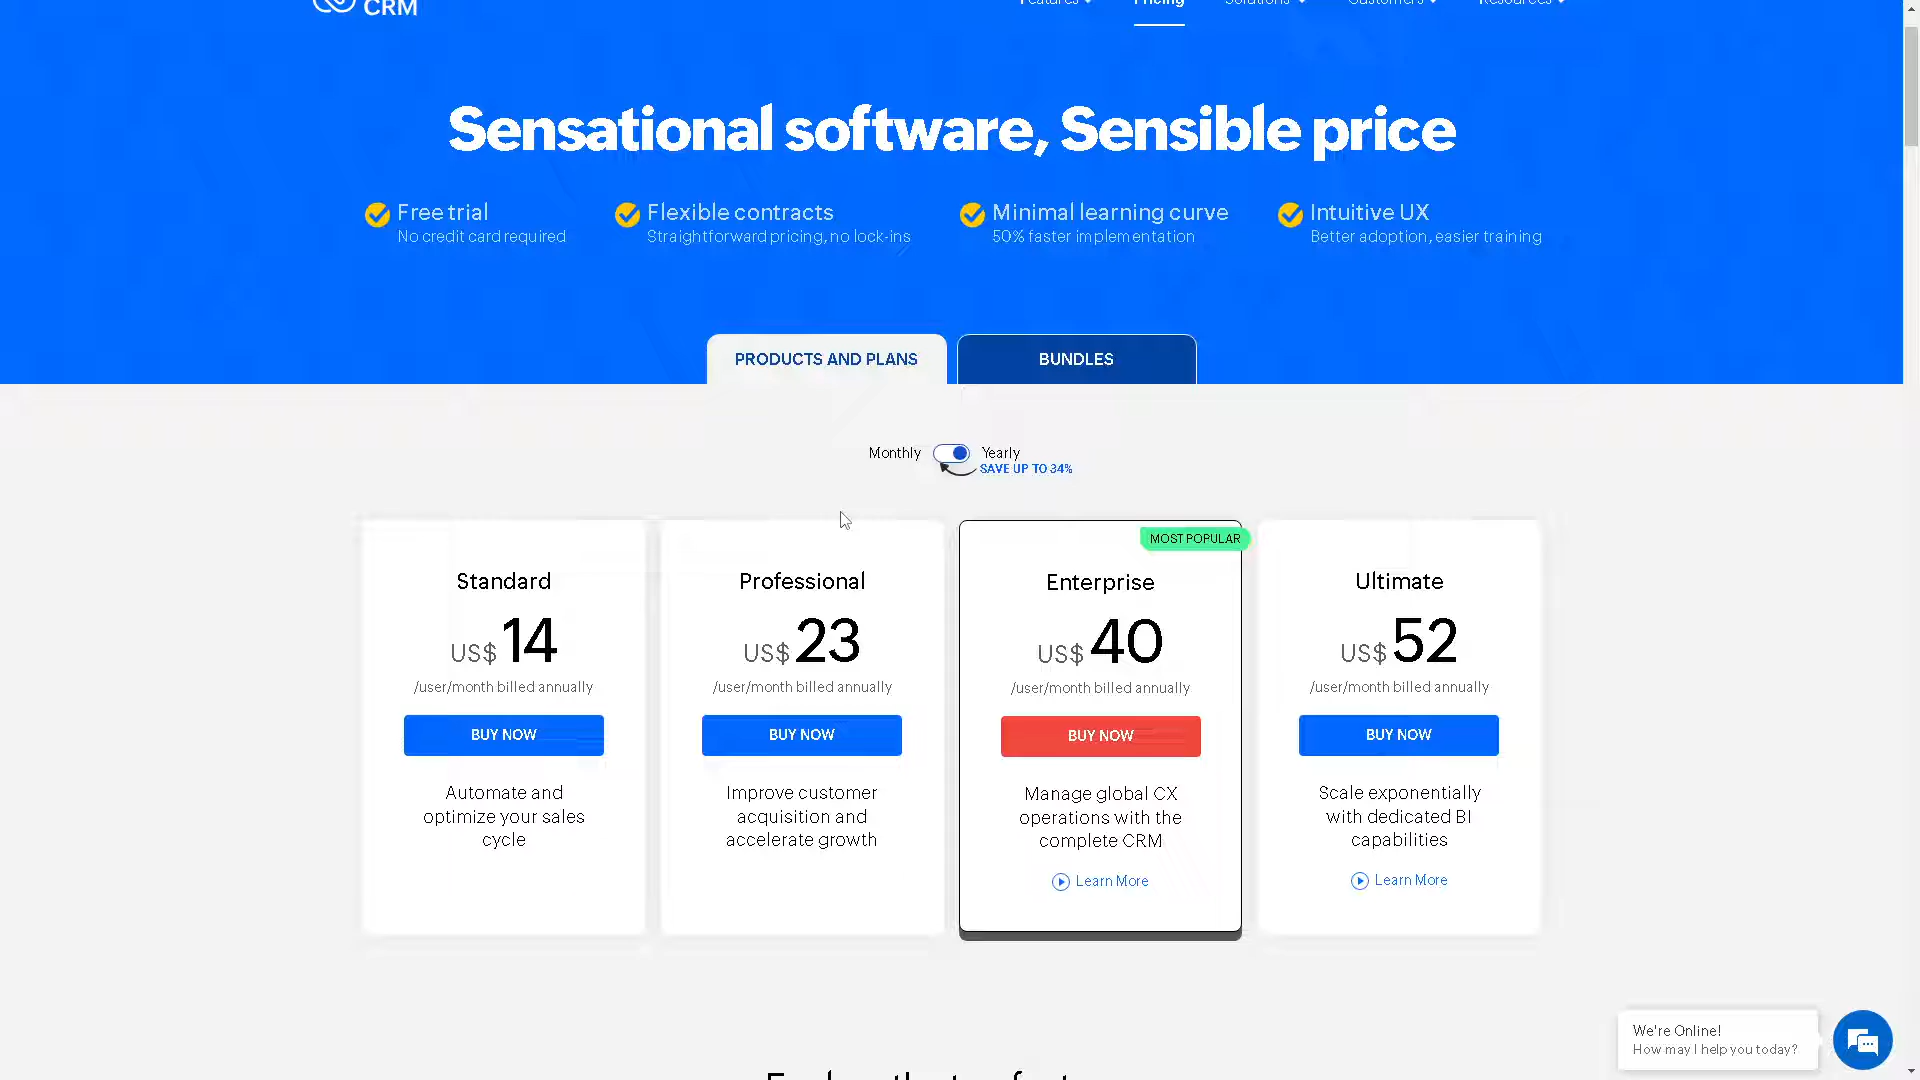 CRM
Features
Pricing
Solutions
Customers
Resources
Sensational software, Sensible price
Free trial
No credit card required
Flexible contracts
Straightforward pricing, no lock-ins
Minimal learning curve
50% faster implementation
Intuitive UX
Better adoption, easier training
PRODUCTS AND PLANS
BUNDLES
Monthly
Yearly
SAVE UP TO 34%
MOST POPULAR
Standard
US$ 14
/user/month billed annually
BUY NOW
Automate and
optimize your sales
cycle
Professional
US$ 23
/user/month billed annually
BUY NOW
Improve customer
acquisition and
accelerate growth
Enterprise
US$ 40
/user/month billed annually
BUY NOW
Manage global CX
operations with the
complete CRM
Learn More
Ultimate
US$ 52
/user/month billed annually
BUY NOW
Scale exponentially
with dedicated BI
capabilities
Learn More
We're Online!
How may I help you today?